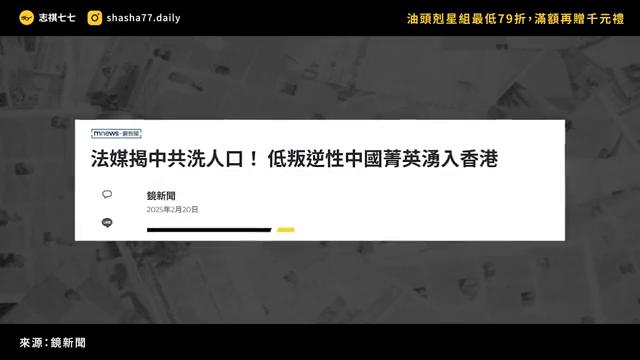 志祺七七 shasha77.daily 油頭剋星組最低79折，滿額再贈千元禮
mnews·鏡新聞
法媒揭中共洗人口！ 低叛逆性中國菁英湧入香港
鏡新聞
2025年2月20日
LINE
來源：鏡新聞